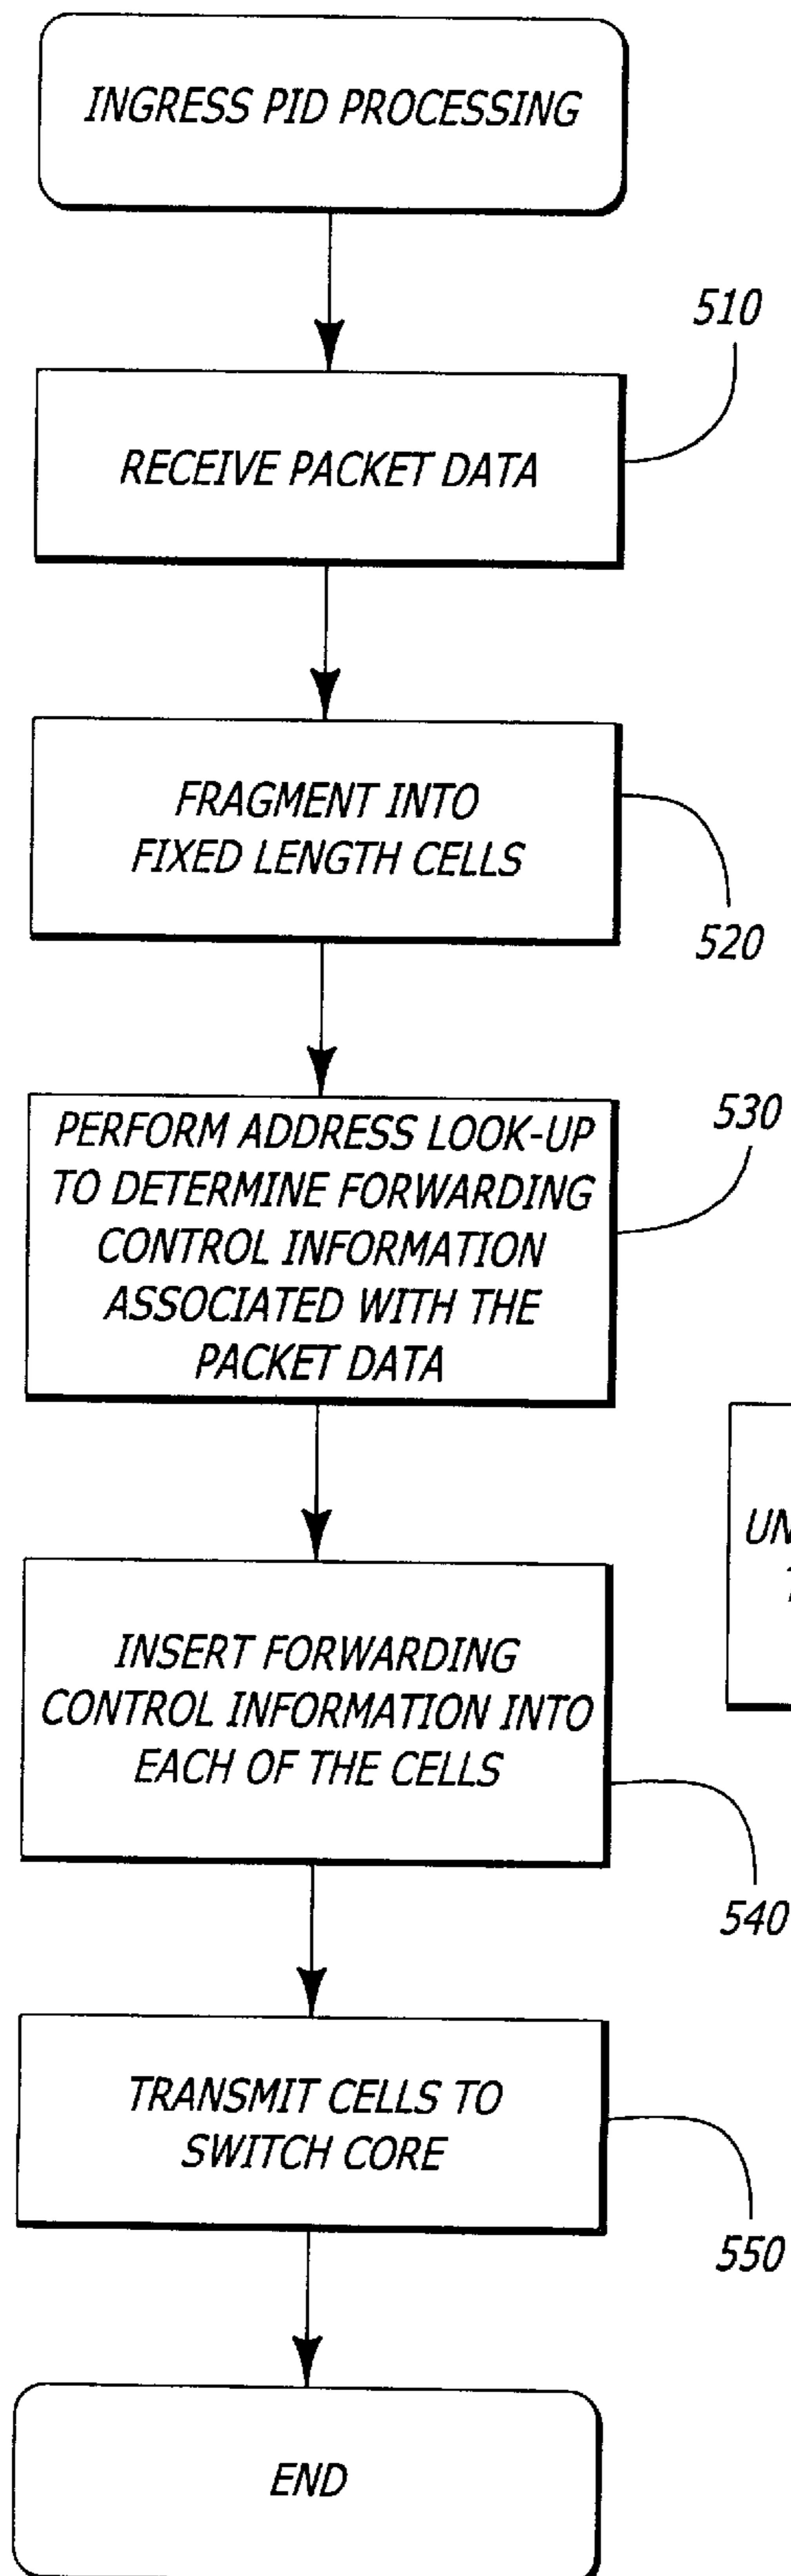 INGRESS PID PROCESSING
510
RECEIVE PACKET DATA
FRAGMENT INTO
FIXED LENGTH CELLS
520
530
PERFORM ADDRESS LOOK-UP
TO DETERMINE FORWARDING
CONTROL INFORMATION
ASSOCIATED WITH THE
PACKET DATA
UN
INSERT FORWARDING
CONTROL INFORMATION INTO
EACH OF THE CELLS
540
TRANSMIT CELLS TO
SWITCH CORE
550
END